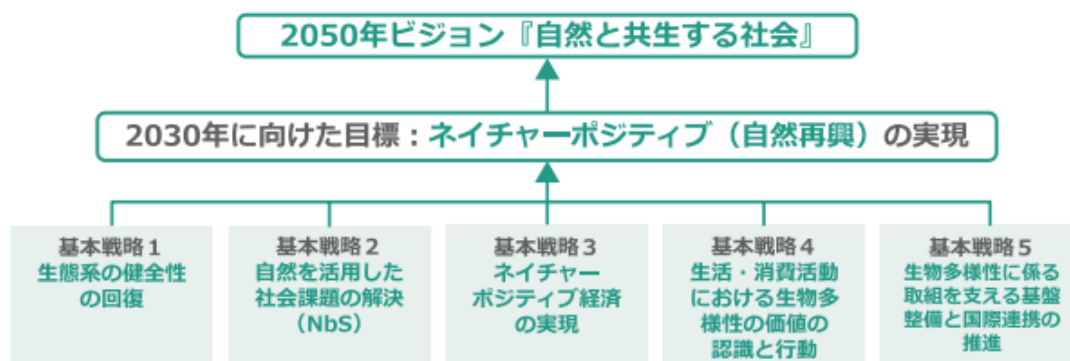 2050年ビジョン『自然と共生する社会』
2030年に向けた目標：ネイチャーポジティブ（自然再興）の実現
基本戦略１
生態系の健全性
の回復
基本戦略２
自然を活用した
社会課題の解決
（NbS）
基本戦略３
ネイチャー
ポジティブ経済
の実現
基本戦略４
生活・消費活動
における生物多
様性の価値の
認識と行動
基本戦略５
生物多様性に係る
取組を支える基盤
整備と国際連携の
推進